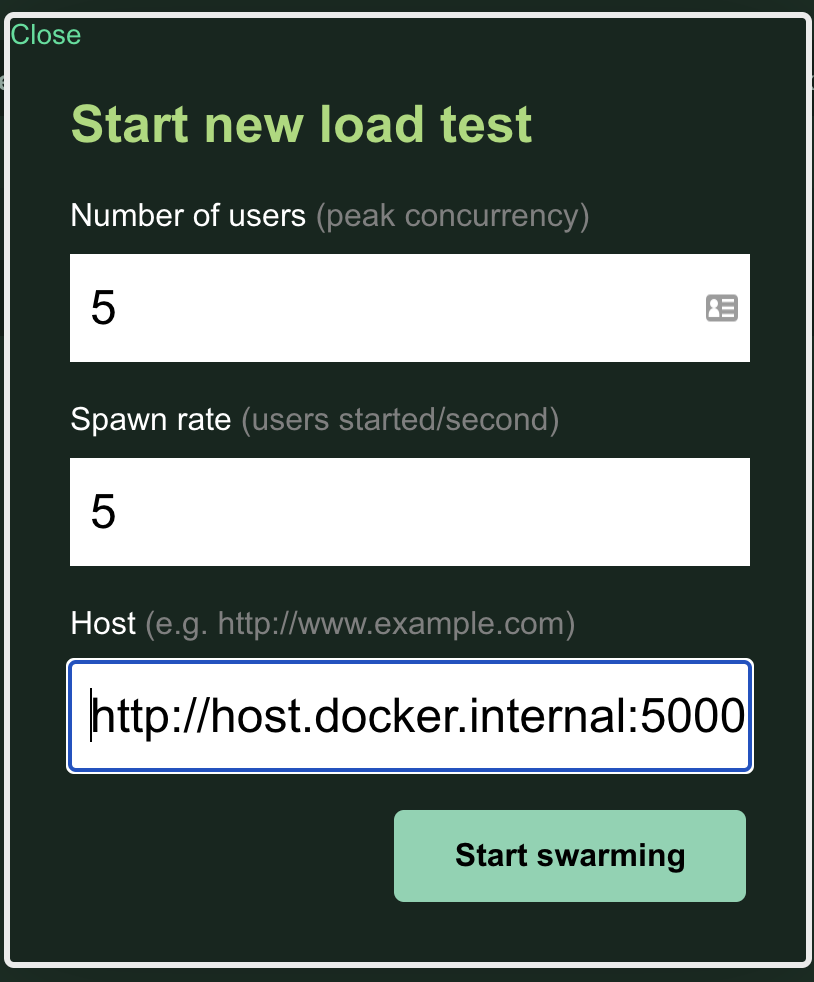 Close
Start new load test
Number of users (peak concurrency)
5
Spawn rate (users started/second)
5
Host (e.g. http://www.example.com)
http://host.docker.internal:5000
Start swarming